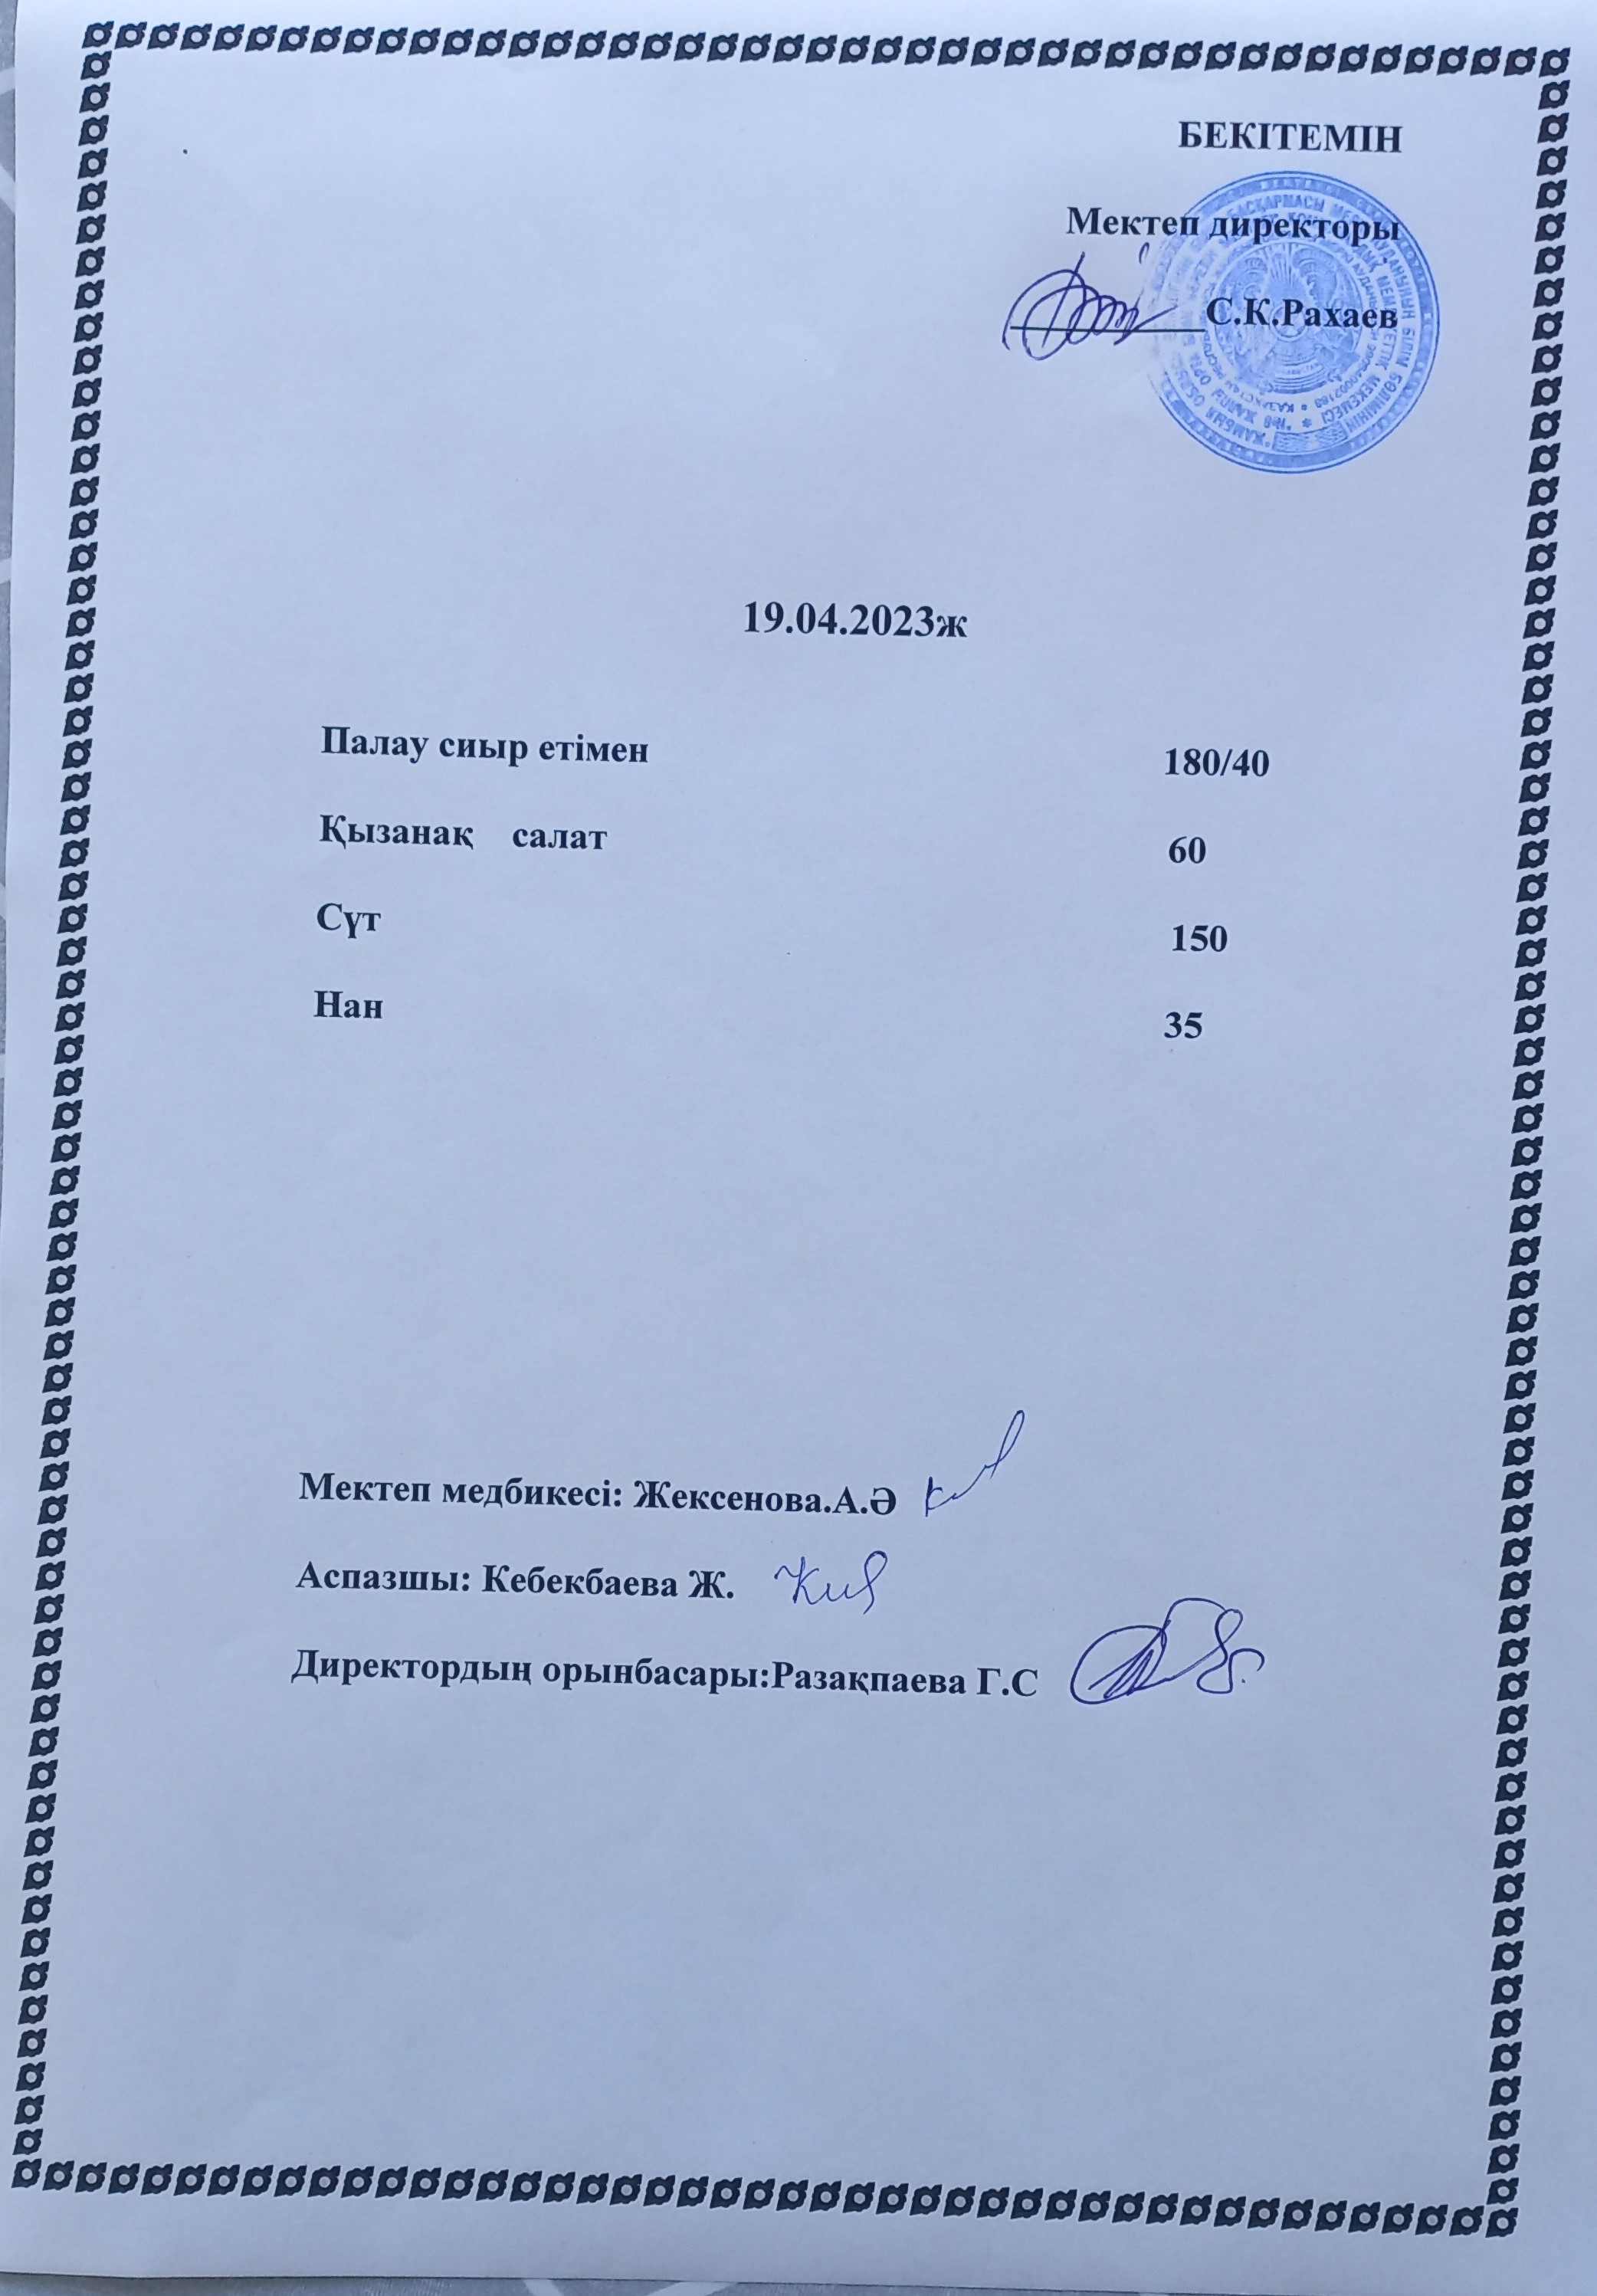 БЕКІТЕМІН
Мектеп директоры
С.К.Рахаев
19.04.2023ж
Палау сиыр етімен 180/40
Қызанақ салат 60
Сүт 150
Нан 35
Мектеп медбикесі: Жексенова.А.Ә
Аспазшы: Кебекбаева Ж.
Директордың орынбасары:Разақпаева Г.С